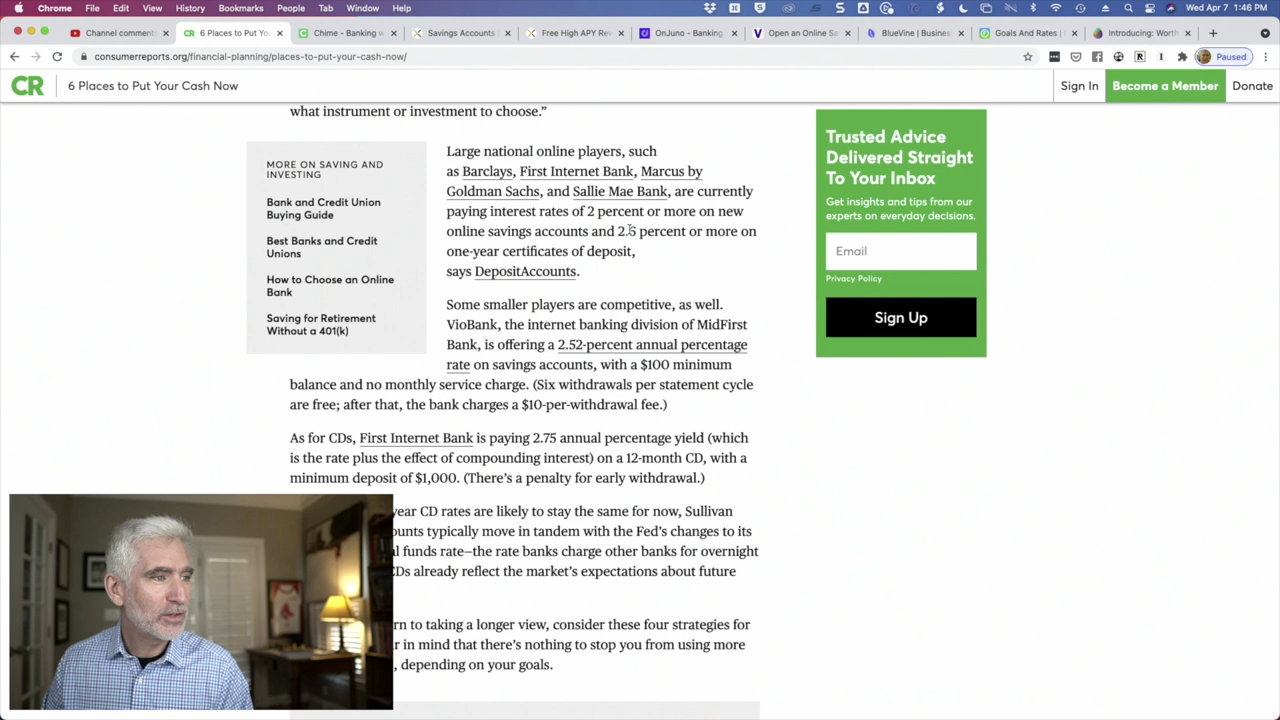 Chrome File Edit View History Bookmarks People Tab Window Help
Wed Apr 7 1:46 PM
Channel comment
6 Places to Put Yo
Chime - Banking w
Savings Accounts
Free High APY Re
OnJuno - Banking
Open an Online Sa
BlueVine | Busines
Goals And Rates |
Introducing: Worth
consumerreports.org/financial-planning/places-to-put-your-cash-now/
Paused
CR
6 Places to Put Your Cash Now
Sign In
Become a Member
Donate
what instrument or investment to choose.”
MORE ON SAVING AND
INVESTING
Bank and Credit Union
Buying Guide
Best Banks and Credit
Unions
How to Choose an Online
Bank
Saving for Retirement
Without a 401(k)
Large national online players, such
as Barclays, First Internet Bank, Marcus by
Goldman Sachs, and Sallie Mae Bank, are currently
paying interest rates of 2 percent or more on new
online savings accounts and percent or more on
one-year certificates of deposit,
says DepositAccounts.
Some smaller players are competitive, as well.
VioBank, the internet banking division of MidFirst
Bank, is offering a 2.52-percent annual percentage
rate on savings accounts, with a $100 minimum
balance and no monthly service charge. (Six withdrawals per statement cycle
are free; after that, the bank charges a $10-per-withdrawal fee.)
As for CDs, First Internet Bank is paying 2.75 annual percentage yield (which
is the rate plus the effect of compounding interest) on a 12-month CD, with a
minimum deposit of $1,000. (There’s a penalty for early withdrawal.)
year CD rates are likely to stay the same for now, Sullivan
ounts typically move in tandem with the Fed’s changes to its
l funds rate—the rate banks charge other banks for overnight
CDs already reflect the market’s expectations about future
rn to taking a longer view, consider these four strategies for
r in mind that there’s nothing to stop you from using more
, depending on your goals.
Trusted Advice
Delivered Straight
To Your Inbox
Get insights and tips from our
experts on everyday decisions.
Email
Privacy Policy
Sign Up